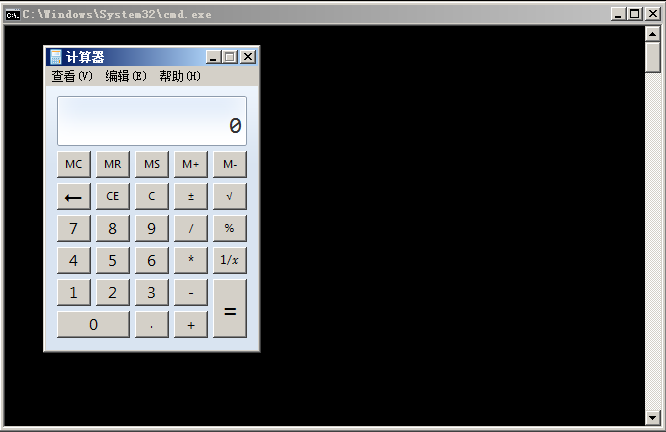 C:\Windows\System32\cmd.exe
计算器
查看(V) 编辑(E) 帮助(H)
0
MC MR MS M+ M-
← CE C ± √
7 8 9 / %
4 5 6 * 1/x
1 2 3 - =
0 . +